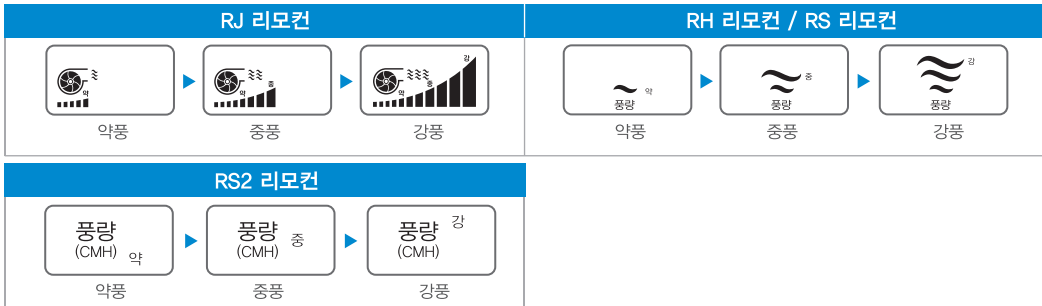 RJ 리모컨
약
약 중
약 중 강
약풍 중풍 강풍
RH 리모컨 / RS 리모컨
약
풍량
중
풍량
강
풍량
약풍 중풍 강풍
RS2 리모컨
풍량
(CMH) 약
풍량
(CMH) 중
풍량 강
(CMH)
약풍 중풍 강풍